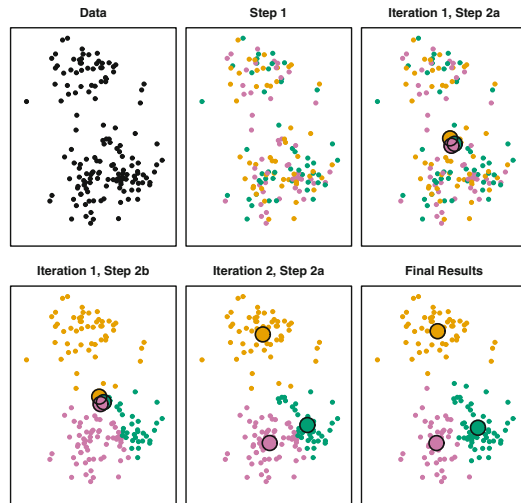 Data
Step 1
Iteration 1, Step 2a
Iteration 1, Step 2b
Iteration 2, Step 2a
Final Results